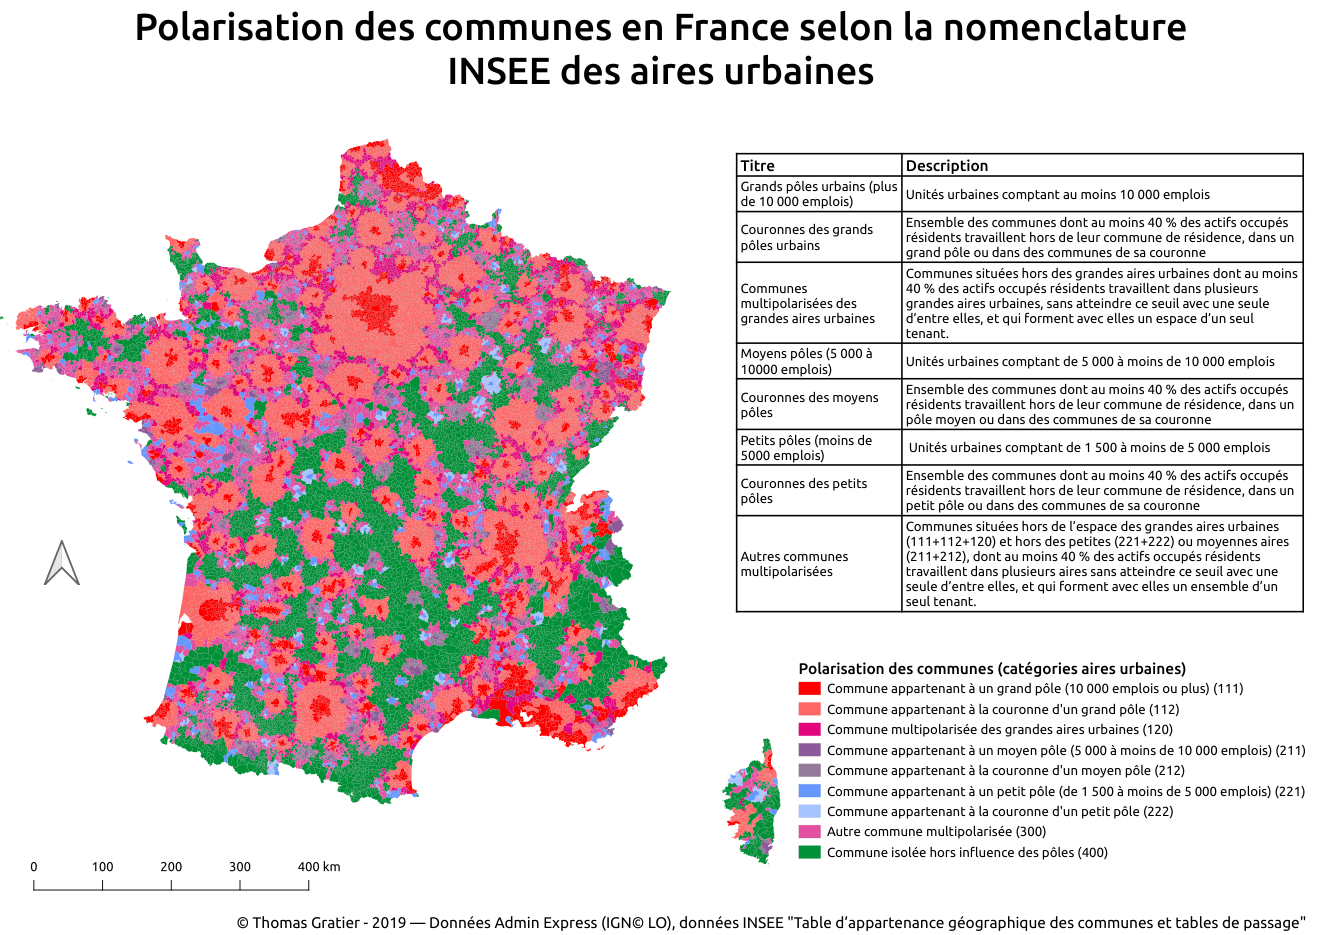 Polarisation des communes en France selon la nomenclature
INSEE des aires urbaines
Titre
Description
Grands pôles urbains (plus
de 10 000 emplois)
Unités urbaines comptant au moins 10 000 emplois
Couronnes des grands
pôles urbains
Ensemble des communes dont au moins 40 % des actifs occupés
résidents travaillent hors de leur commune de résidence, dans un
grand pôle ou dans des communes de sa couronne
Communes
multipolarisées des
grandes aires urbaines
Communes situées hors des grandes aires urbaines dont au moins
40 % des actifs occupés résidents travaillent dans plusieurs
grandes aires urbaines, sans atteindre ce seuil avec une seule
d’entre elles, et qui forment avec elles un espace d’un seul
tenant.
Moyens pôles (5 000 à
10000 emplois)
Unités urbaines comptant de 5 000 à moins de 10 000 emplois
Couronnes des moyens
pôles
Ensemble des communes dont au moins 40 % des actifs occupés
résidents travaillent hors de leur commune de résidence, dans un
pôle moyen ou dans des communes de sa couronne
Petits pôles (moins de
5000 emplois)
Unités urbaines comptant de 1 500 à moins de 5 000 emplois
Couronnes des petits
pôles
Ensemble des communes dont au moins 40 % des actifs occupés
résidents travaillent hors de leur commune de résidence, dans un
petit pôle ou dans des communes de sa couronne
Autres communes
multipolarisées
Communes situées hors de l’espace des grandes aires urbaines
(111+112+120) et hors des petites (221+222) ou moyennes aires
(211+212), dont au moins 40 % des actifs occupés résidents
travaillent dans plusieurs aires sans atteindre ce seuil avec une
seule d’entre elles, et qui forment avec elles un ensemble d’un
seul tenant.
Polarisation des communes (catégories aires urbaines)
Commune appartenant à un grand pôle (10 000 emplois ou plus) (111)
Commune appartenant à la couronne d'un grand pôle (112)
Commune multipolarisée des grandes aires urbaines (120)
Commune appartenant à un moyen pôle (5 000 à moins de 10 000 emplois) (211)
Commune appartenant à la couronne d'un moyen pôle (212)
Commune appartenant à un petit pôle (de 1 500 à moins de 5 000 emplois) (221)
Commune appartenant à la couronne d'un petit pôle (222)
Autre commune multipolarisée (300)
Commune isolée hors influence des pôles (400)
0 100 200 300 400 km
© Thomas Gratier - 2019 — Données Admin Express (IGN© LO), données INSEE "Table d’appartenance géographique des communes et tables de passage"